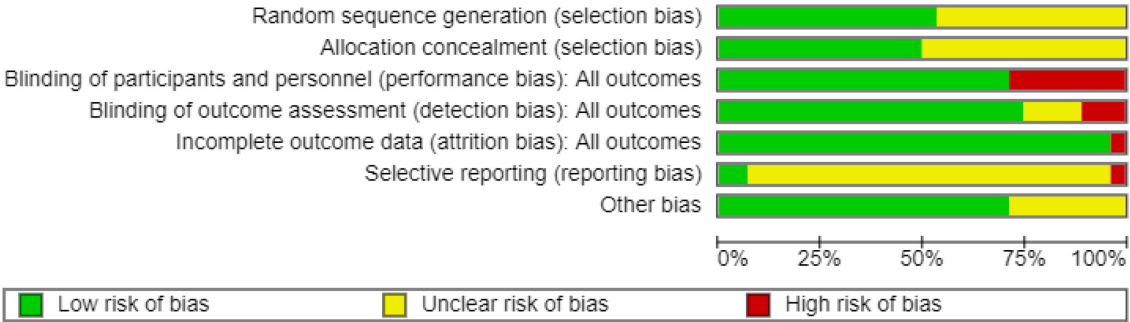 Random sequence generation (selection bias)
Allocation concealment (selection bias)
Blinding of participants and personnel (performance bias): All outcomes
Blinding of outcome assessment (detection bias): All outcomes
Incomplete outcome data (attrition bias): All outcomes
Selective reporting (reporting bias)
Other bias
0% 25% 50% 75% 100%
Low risk of bias Unclear risk of bias High risk of bias